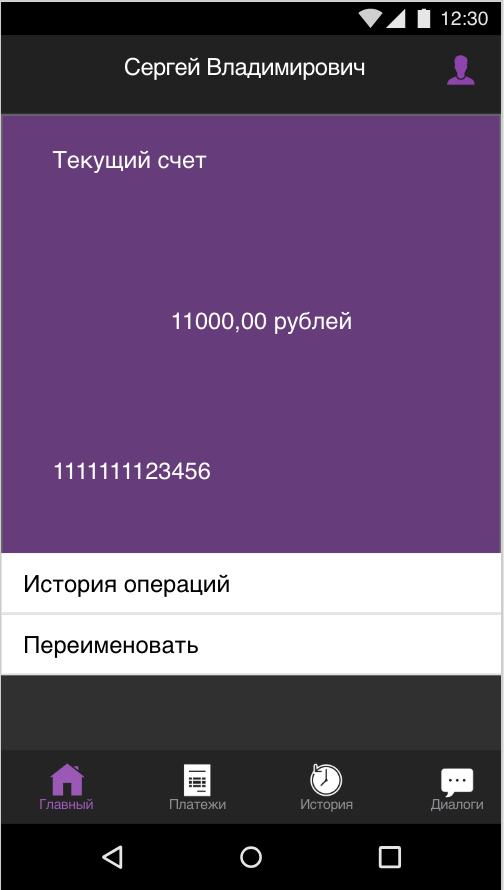 12:30
Сергей Владимирович
Текущий счет
11000,00 рублей
1111111123456
История операций
Переименовать
Главный
Платежи
История
Диалоги